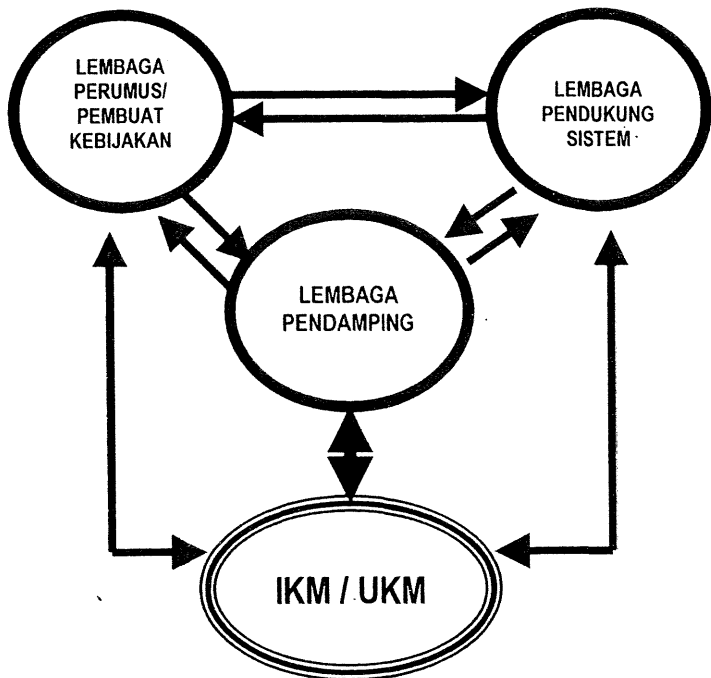 LEMBAGA
PERUMUS/
PEMBUAT
KEBIJAKAN
LEMBAGA
PENDUKUNG
SISTEM
LEMBAGA
PENDAMPING
IKM / UKM